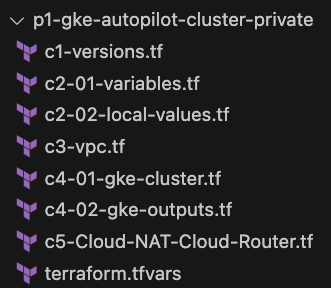 p1-gke-autopilot-cluster-private
c1-versions.tf
c2-01-variables.tf
c2-02-local-values.tf
c3-vpc.tf
c4-01-gke-cluster.tf
c4-02-gke-outputs.tf
c5-Cloud-NAT-Cloud-Router.tf
terraform.tfvars